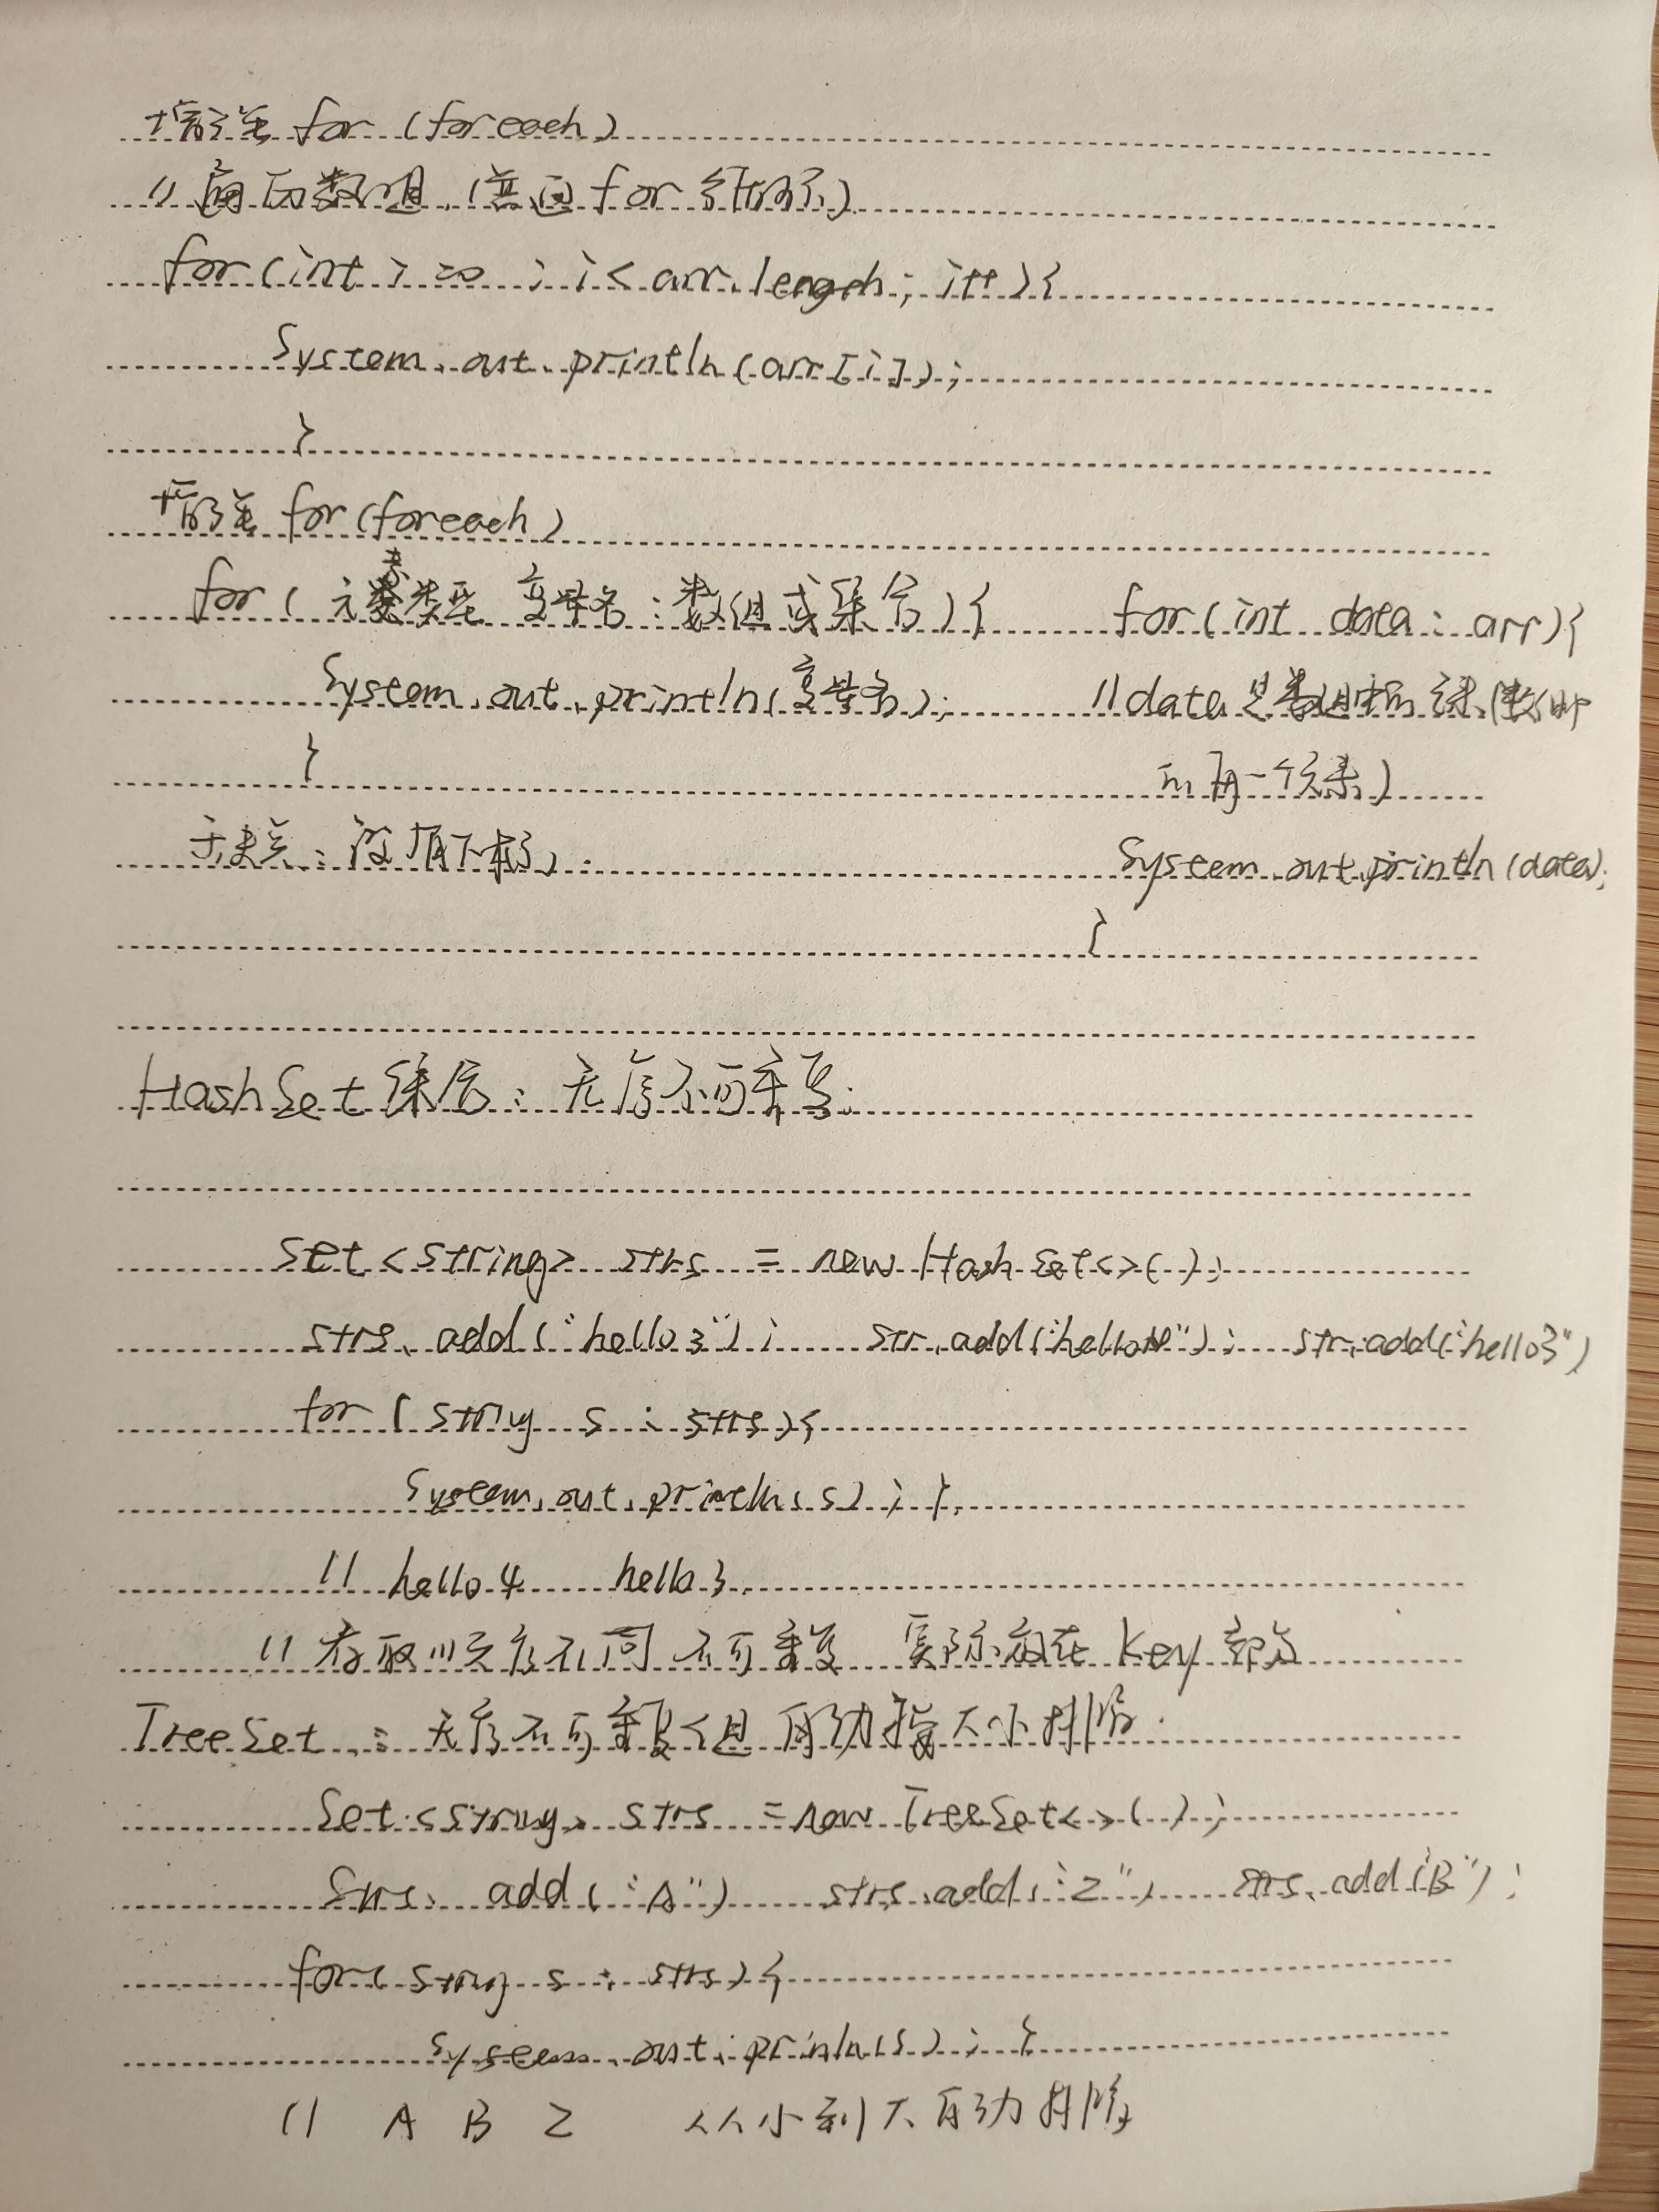 增强for（foreach）
// 遍历数组（普通for循环）
for(int i =0 ; i< arr.length; i++){
System.out.println(arr[i]);
}
增强for(foreach)
for（元素类型 变量名：数组或集合）{ for(int data : arr){
System.out.println(变量名); //data是数组中的元素(数组中
} 的每一个元素)
缺点：没有下标。 System.out.println(data);
}
HashSet集合：无序不可重复.
Set<String> strs = new HashSet<>();
strs.add("hello3"); str.add("hello4"); str.add("hello3")
for(String s : strs){
System.out.println(s);}
// hello4 hello3
// 存取顺序不同 不可重复 实际放在key部分
TreeSet：无序不可重复但自动按大小排序.
Set<String> strs =new TreeSet<>();
Strs.add("A") strs.add("Z") strs.add("B");
for(String s : strs){
System.out.prinln(s);}
// A B Z 从小到大自动排序